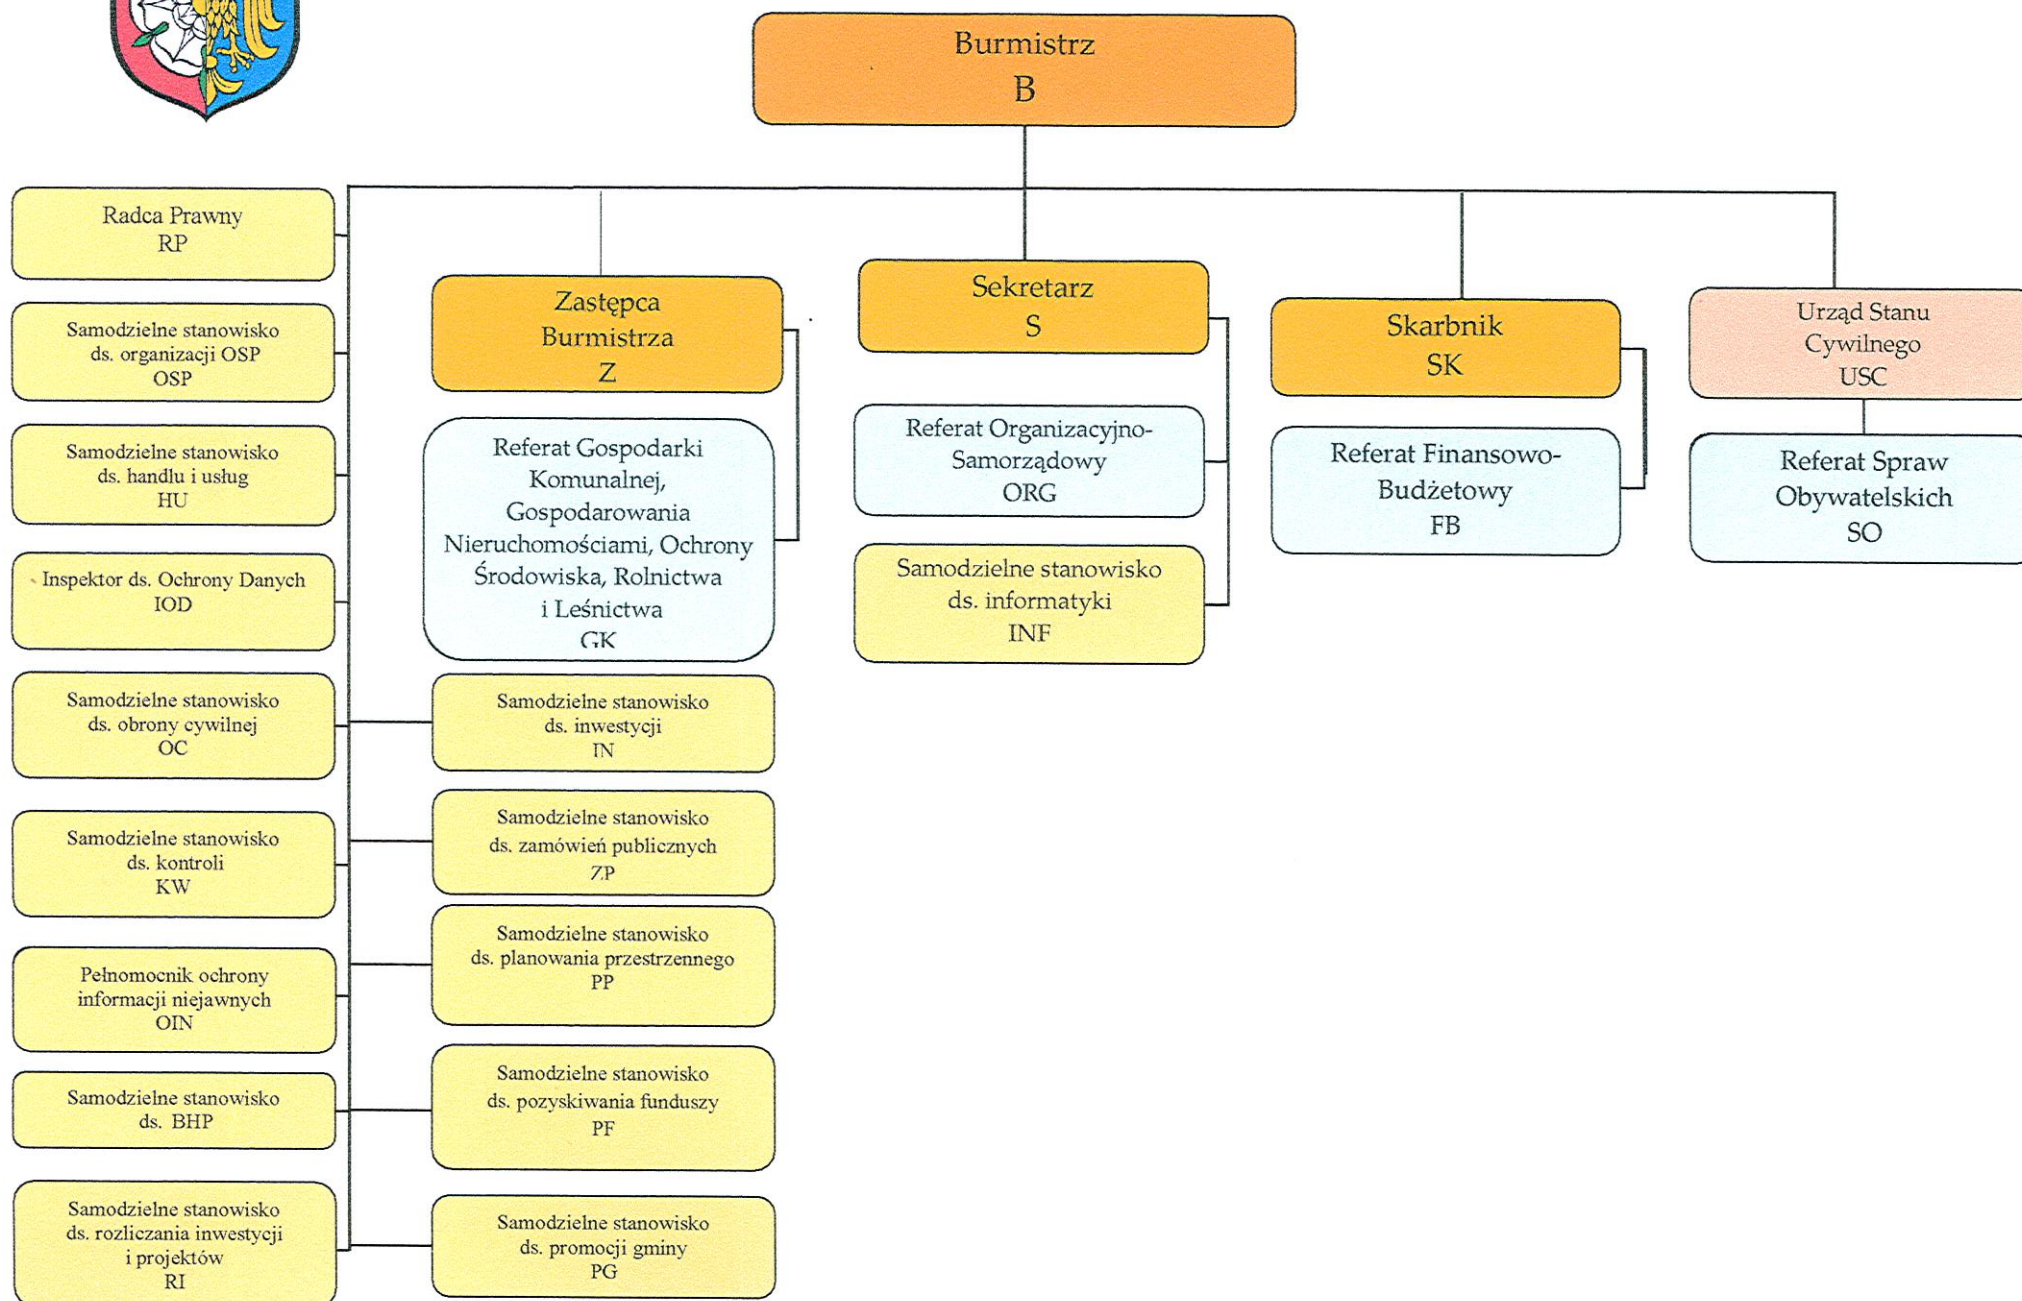 Burmistrz
B
Radca Prawny
RP
Samodzielne stanowisko
ds. organizacji OSP
OSP
Samodzielne stanowisko
ds. handlu i usług
HU
Inspektor ds. Ochrony Danych
IOD
Samodzielne stanowisko
ds. obrony cywilnej
OC
Samodzielne stanowisko
ds. kontroli
KW
Pełnomocnik ochrony
informacji niejawnych
OIN
Samodzielne stanowisko
ds. BHP
Samodzielne stanowisko
ds. rozliczania inwestycji
i projektów
RI
Zastępca
Burmistrza
Z
Referat Gospodarki
Komunalnej,
Gospodarowania
Nieruchomościami, Ochrony
Środowiska, Rolnictwa
i Leśnictwa
GK
Samodzielne stanowisko
ds. inwestycji
IN
Samodzielne stanowisko
ds. zamówień publicznych
ZP
Samodzielne stanowisko
ds. planowania przestrzennego
PP
Samodzielne stanowisko
ds. pozyskiwania funduszy
PF
Samodzielne stanowisko
ds. promocji gminy
PG
Sekretarz
S
Referat Organizacyjno-
Samorządowy
ORG
Samodzielne stanowisko
ds. informatyki
INF
Skarbnik
SK
Referat Finansowo-
Budżetowy
FB
Urząd Stanu
Cywilnego
USC
Referat Spraw
Obywatelskich
SO